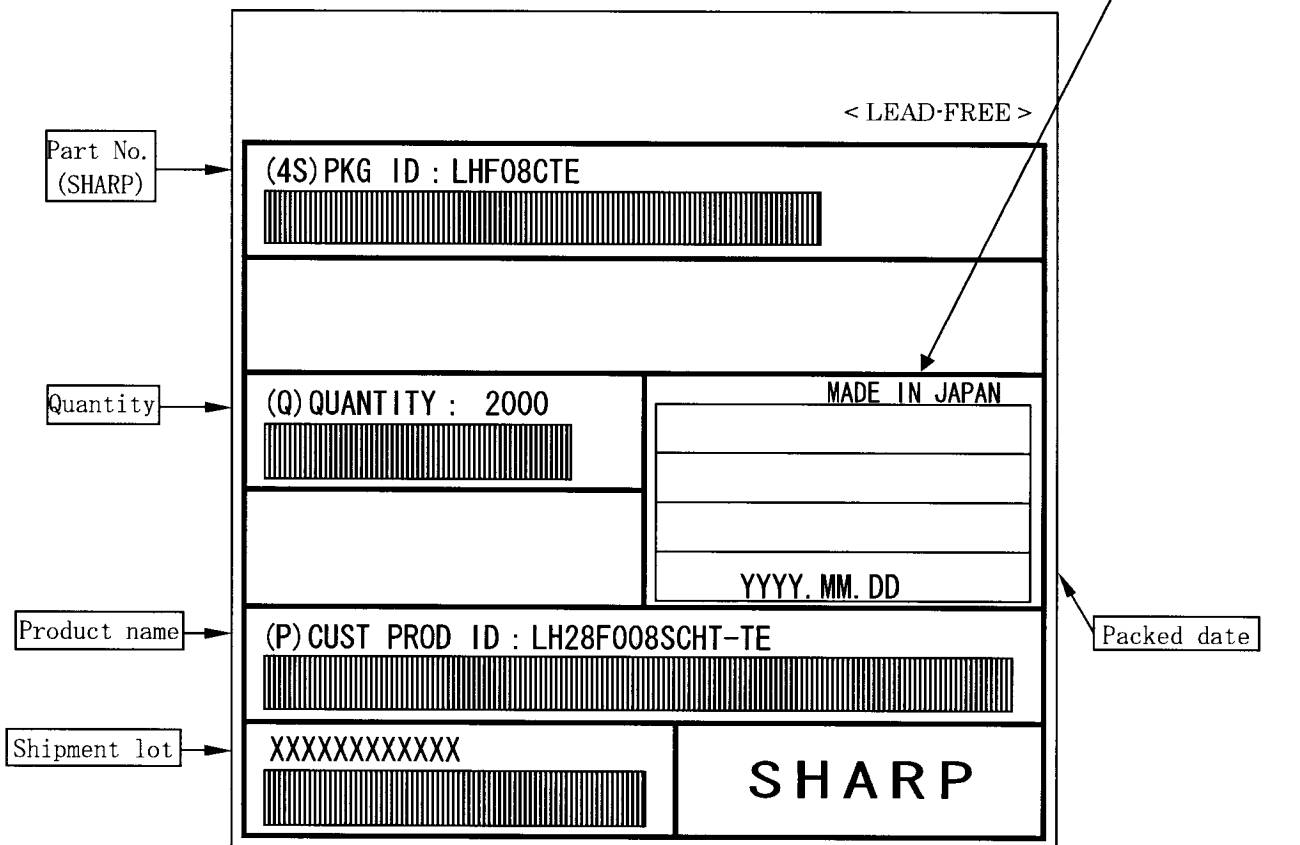 < LEAD-FREE >
Part No.
(SHARP)
(4S) PKG ID : LHF08CTE
Quantity
(Q) QUANTITY : 2000
MADE IN JAPAN
YYYY. MM. DD
Product name
(P) CUST PROD ID : LH28F008SCHT-TE
Packed date
Shipment lot
XXXXXXXXXXXX
SHARP